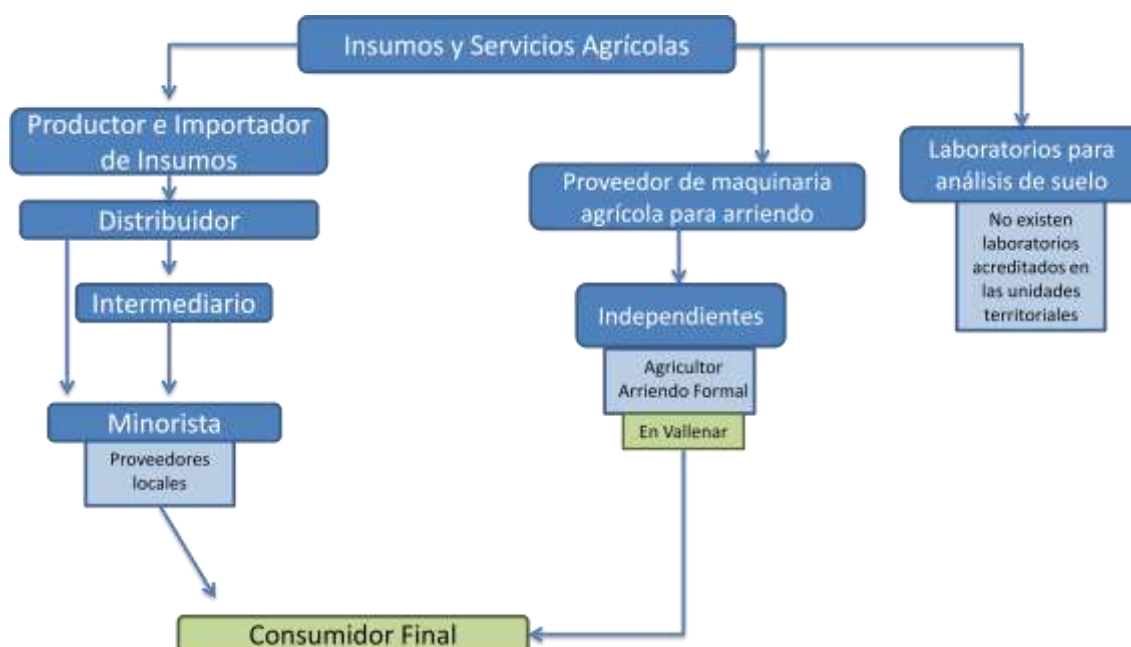 Insumos y Servicios Agrícolas
Productor e Importador
de Insumos
Distribuidor
Intermediario
Minorista
Proveedores
locales
Proveedor de maquinaria
agrícola para arriendo
Independientes
Agricultor
Arriendo Formal
En Vallenar
Laboratorios para
análisis de suelo
No existen
laboratorios
acreditados en
las unidades
territoriales
Consumidor Final